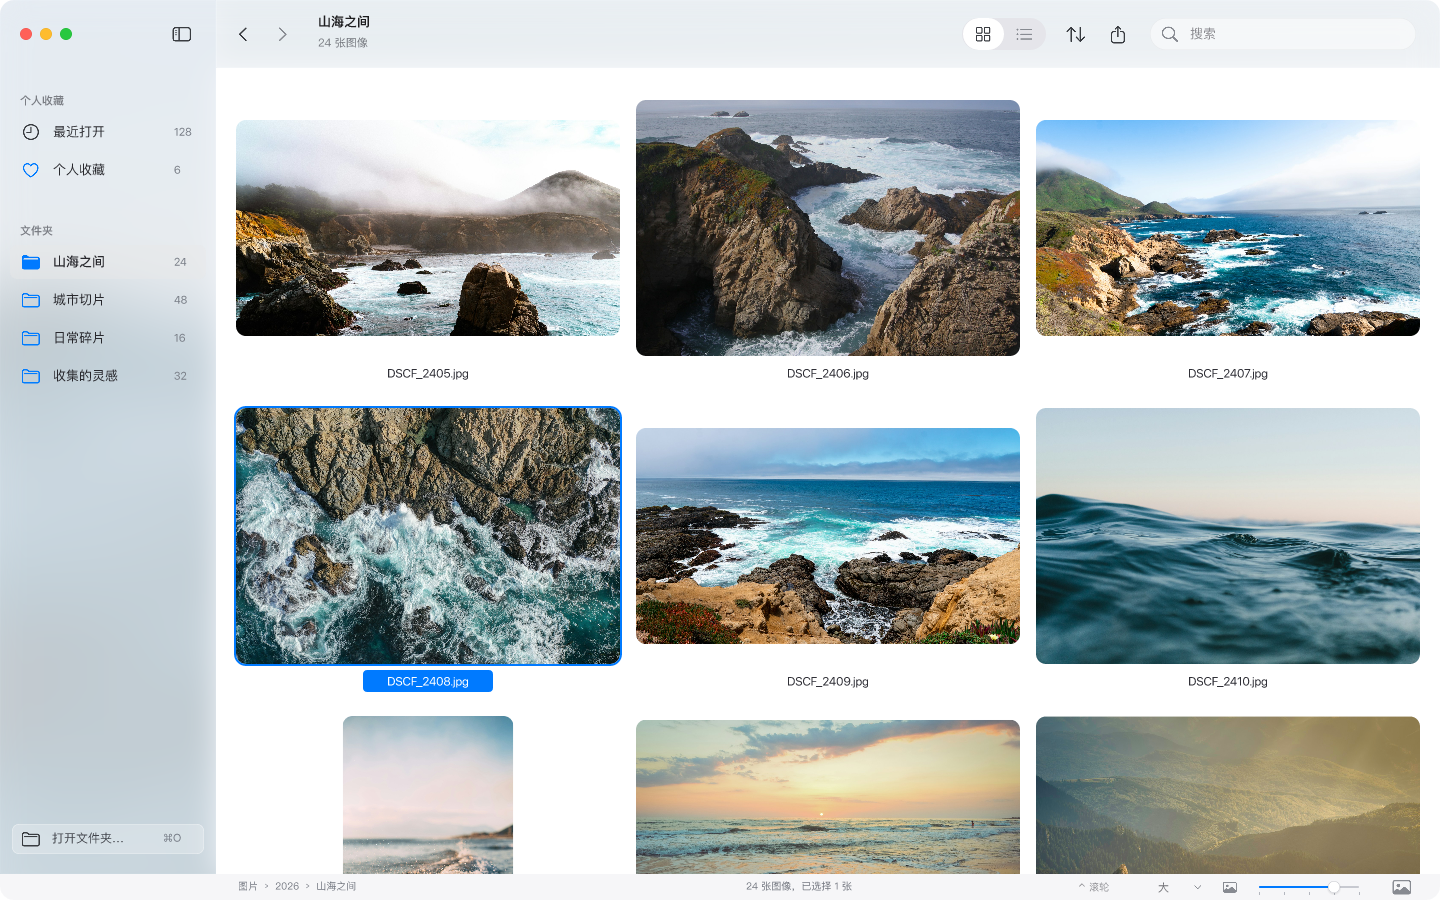 山海之间
24 张图像
搜索
个人收藏
最近打开 128
个人收藏 6
文件夹
山海之间 24
城市切片 48
日常碎片 16
收集的灵感 32
打开文件夹... ⌘O
DSCF_2405.jpg
DSCF_2406.jpg
DSCF_2407.jpg
DSCF_2408.jpg
DSCF_2409.jpg
DSCF_2410.jpg
图片 › 2026 › 山海之间
24 张图像，已选择 1 张
⌃ 滚轮
大